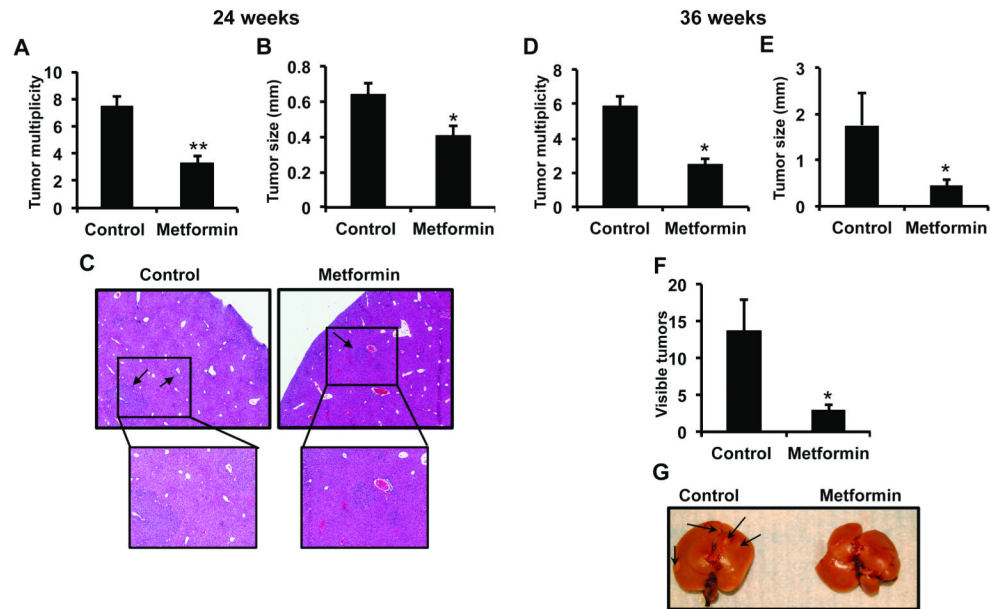 24 weeks
36 weeks
A
Tumor multiplicity
10
8
6
4
2
0
**
Control Metformin
B
Tumor size (mm)
0.8
0.6
0.4
0.2
0
*
Control Metformin
D
Tumor multiplicity
8
6
4
2
0
*
Control Metformin
E
Tumor size (mm)
3
2
1
0
*
Control Metformin
C
Control
Metformin
F
Visible tumors
20
15
10
5
0
*
Control Metformin
G
Control
Metformin